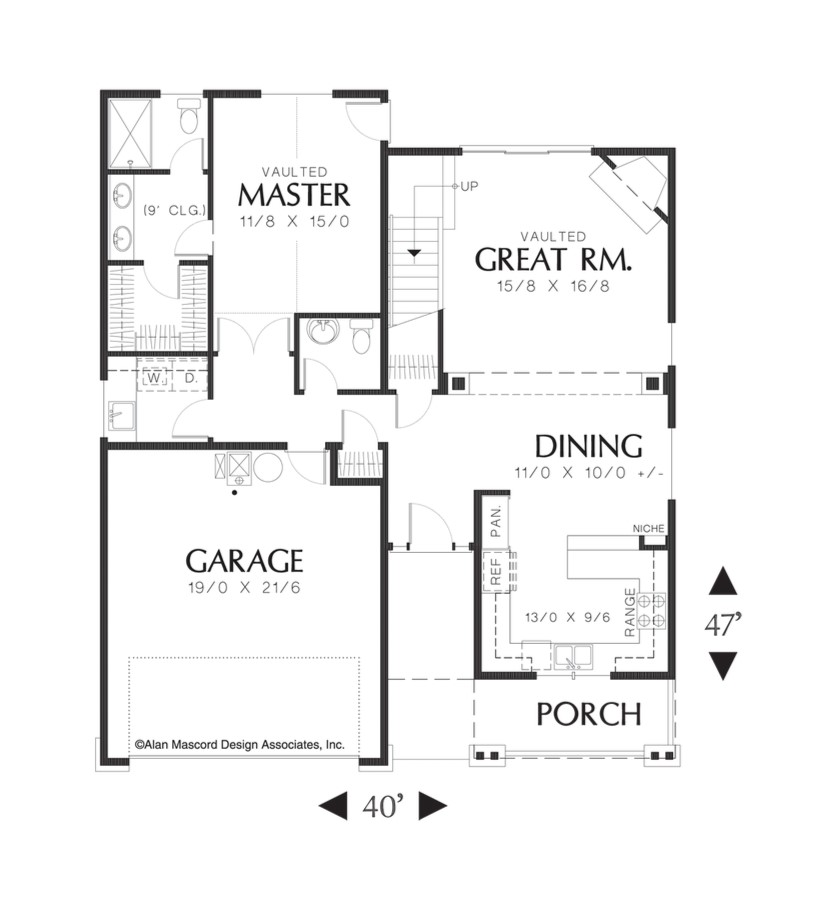 VAULTED
MASTER
11/8 X 15/0
(9' CLG.)
UP
VAULTED
GREAT RM.
15/8 X 16/8
W.
D.
DINING
11/0 X 10/0 +/-
PAN.
NICHE
REF
RANGE
13/0 X 9/6
GARAGE
19/0 X 21/6
47'
PORCH
©Alan Mascord Design Associates, Inc.
40'